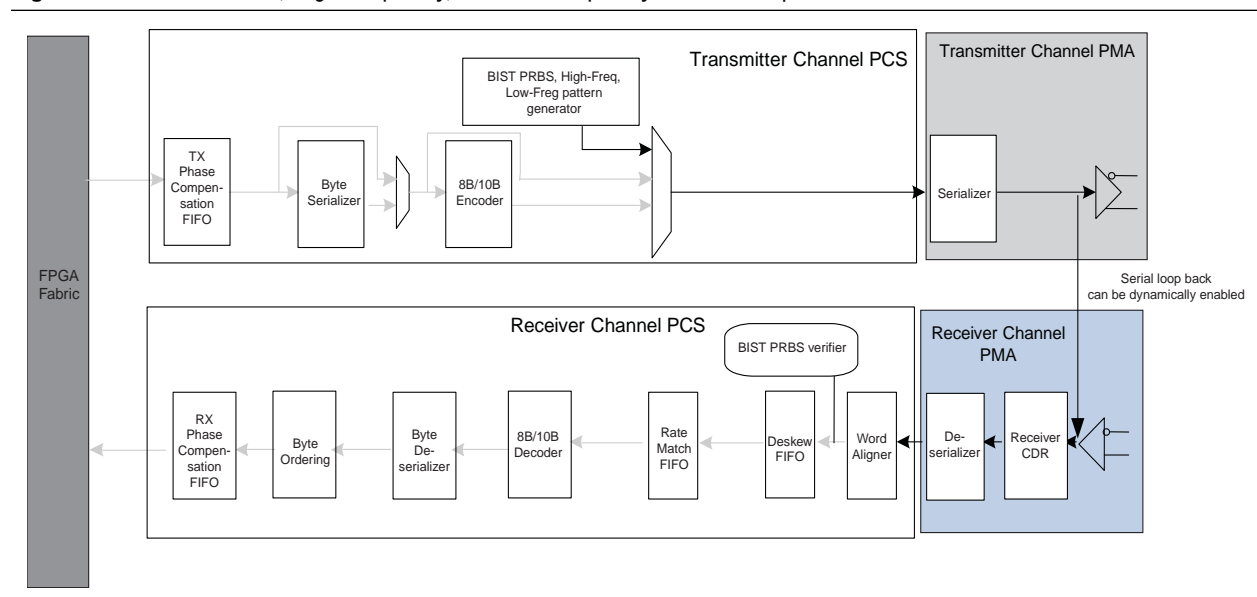 Transmitter Channel PCS
Transmitter Channel PMA
BIST PRBS, High-Freq,
Low-Freg pattern
generator
TX
Phase
Compen-
sation
FIFO
Byte
Serializer
8B/10B
Encoder
Serializer
FPGA
Fabric
Serial loop back
can be dynamically enabled
Receiver Channel PCS
Receiver Channel
PMA
BIST PRBS verifier
RX
Phase
Compen-
sation
FIFO
Byte
Ordering
Byte
De-
serializer
8B/10B
Decoder
Rate
Match
FIFO
Deskew
FIFO
Word
Aligner
De-
serializer
Receiver
CDR